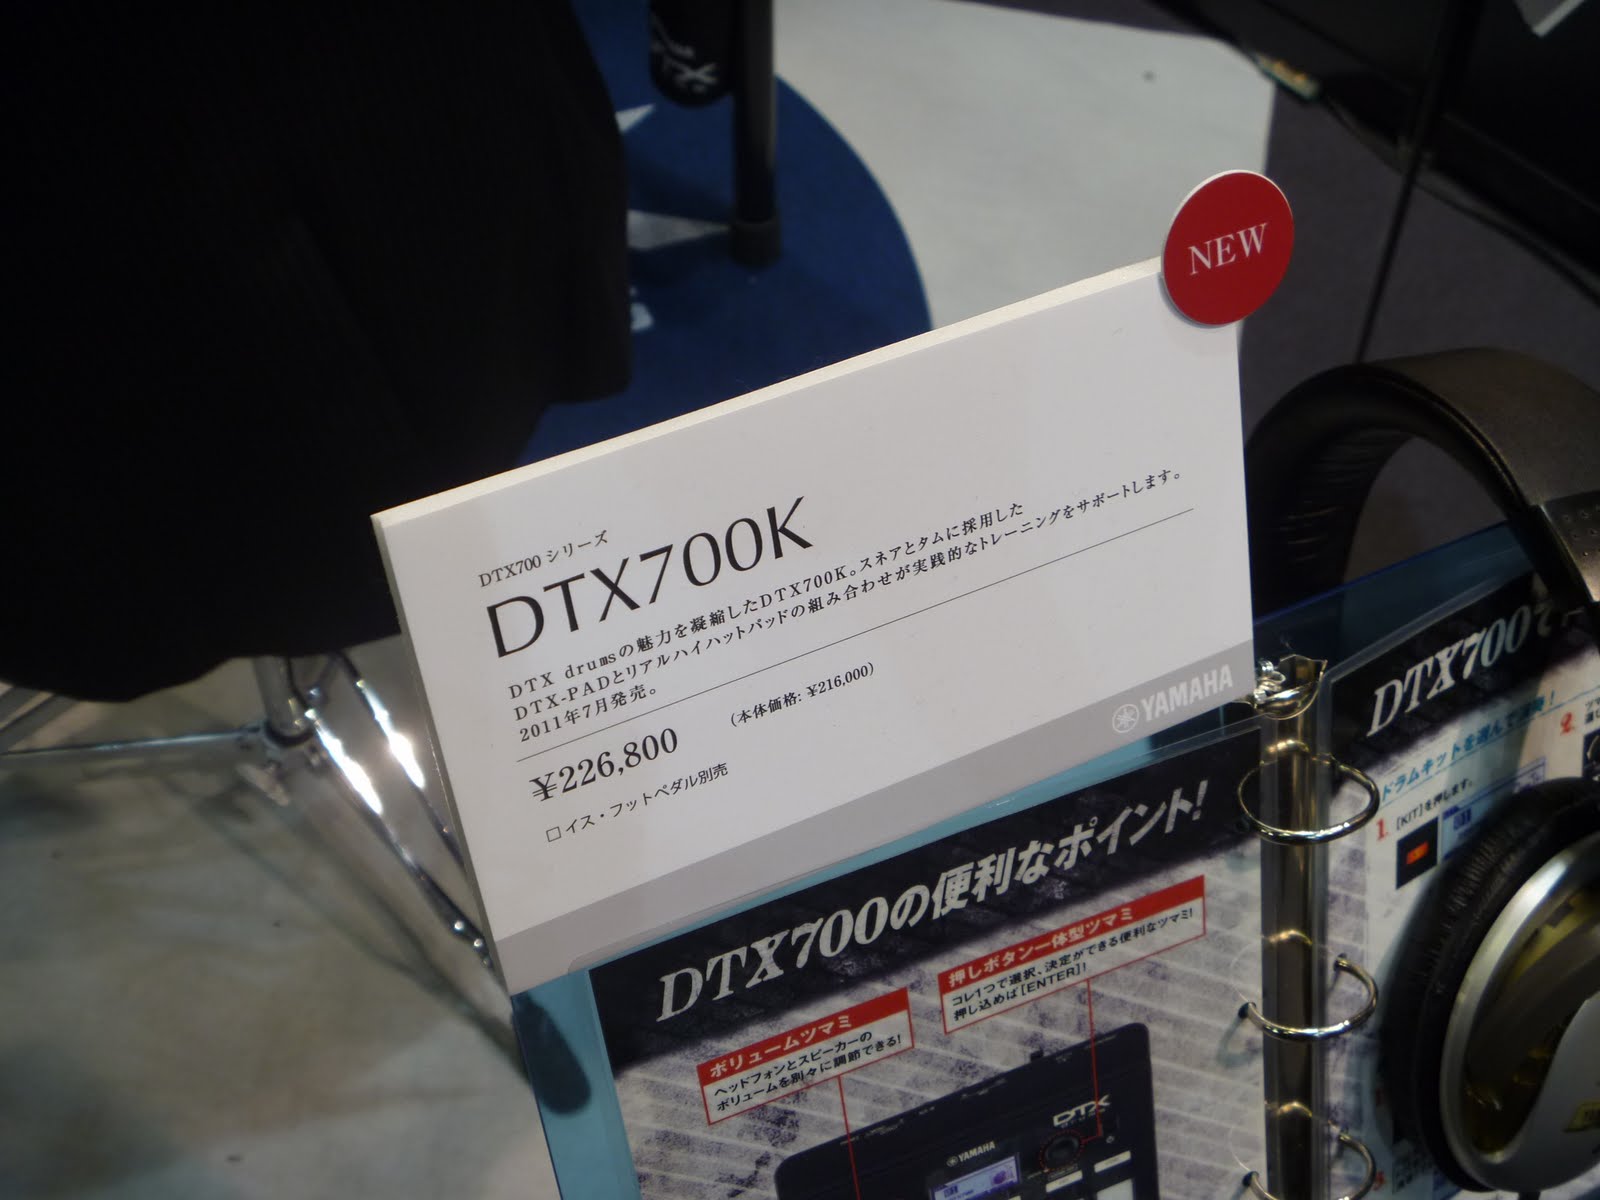 NEW
DTX700 シリーズ
DTX700K
DTX drumsの魅力を凝縮したDTX700K。スネアとタムに採用した
DTX-PADとリアルハイハットパッドの組み合わせが実践的なトレーニングをサポートします。
2011年7月発売。
¥226,800 (本体価格: ¥216,000)
□イス・フットペダル別売
YAMAHA
DTX700の便利なポイント!
ボリュームツマミ
ヘッドフォンとスピーカーの
ボリュームを別々に調節できる!
押しボタン一体型ツマミ
コレ1つで選択、決定ができる便利なツマミ!
押し込めば[ENTER]!
DTX
YAMAHA
DTX700で
ドラムキットを選んで
1. [KIT]を押します。
2.